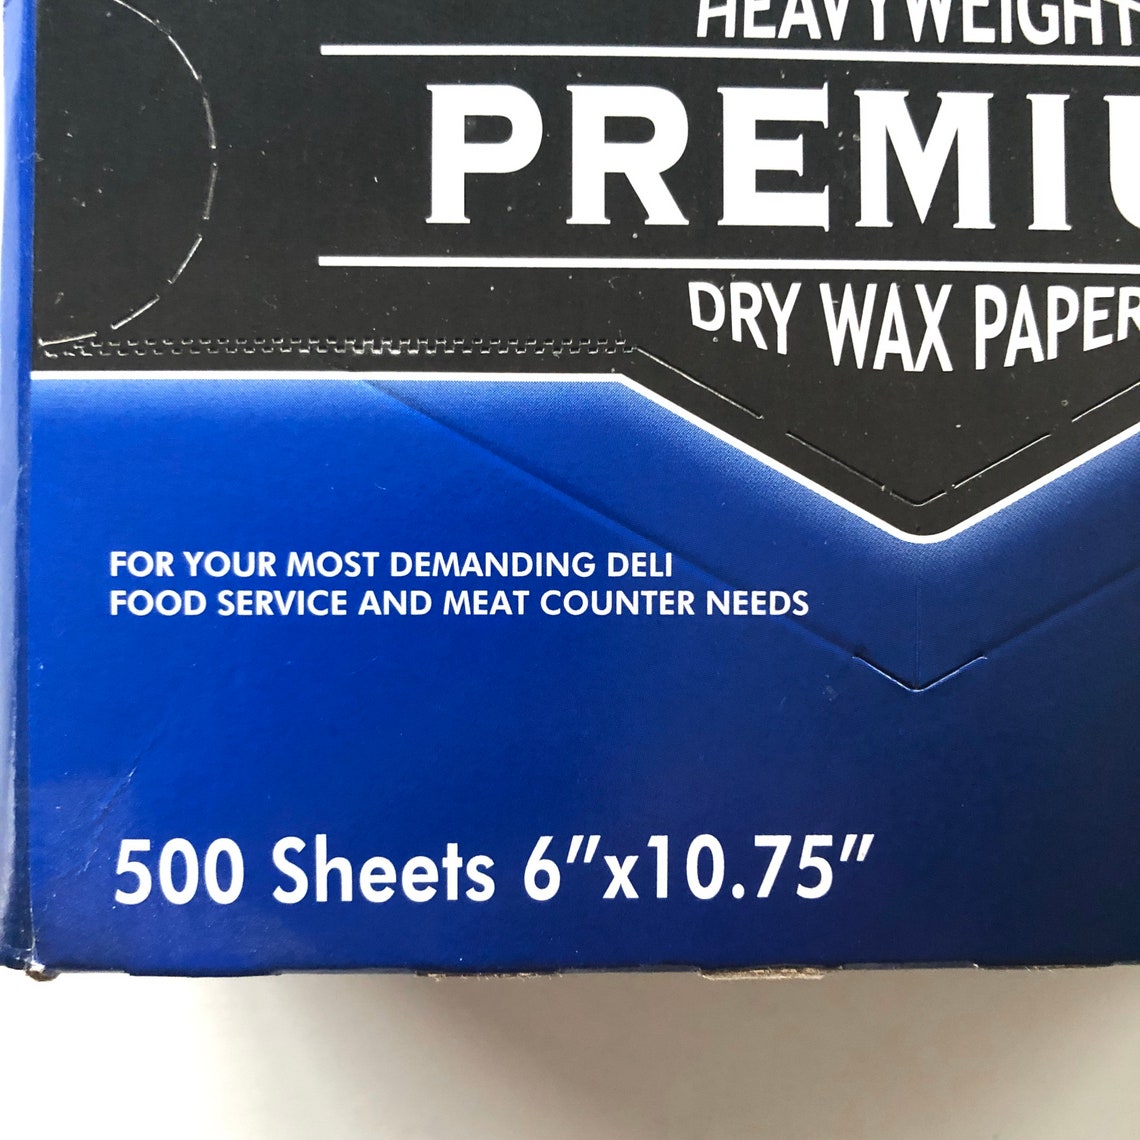 HEAVYWEIGHT
PREMIU
DRY WAX PAPER
FOR YOUR MOST DEMANDING DELI
FOOD SERVICE AND MEAT COUNTER NEEDS
500 Sheets 6”x10.75”